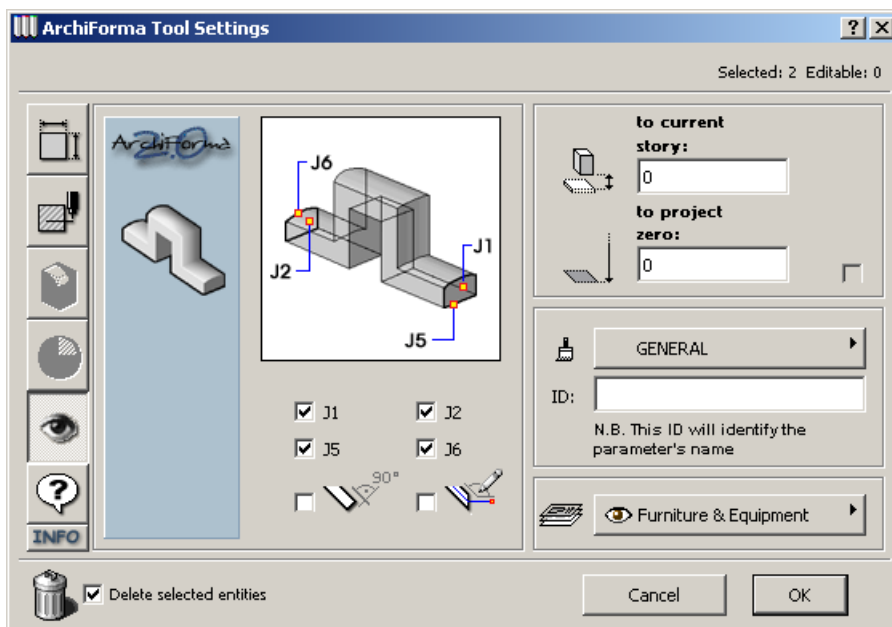 ArchiForma Tool Settings
Selected: 2 Editable: 0
ArchiForma
2.0
J6
J2
J1
J5
J1
J2
J5
J6
90°
INFO
to current
story:
0
to project
zero:
0
GENERAL
ID:
N.B. This ID will identify the
parameter's name
Furniture & Equipment
Delete selected entities
Cancel
OK